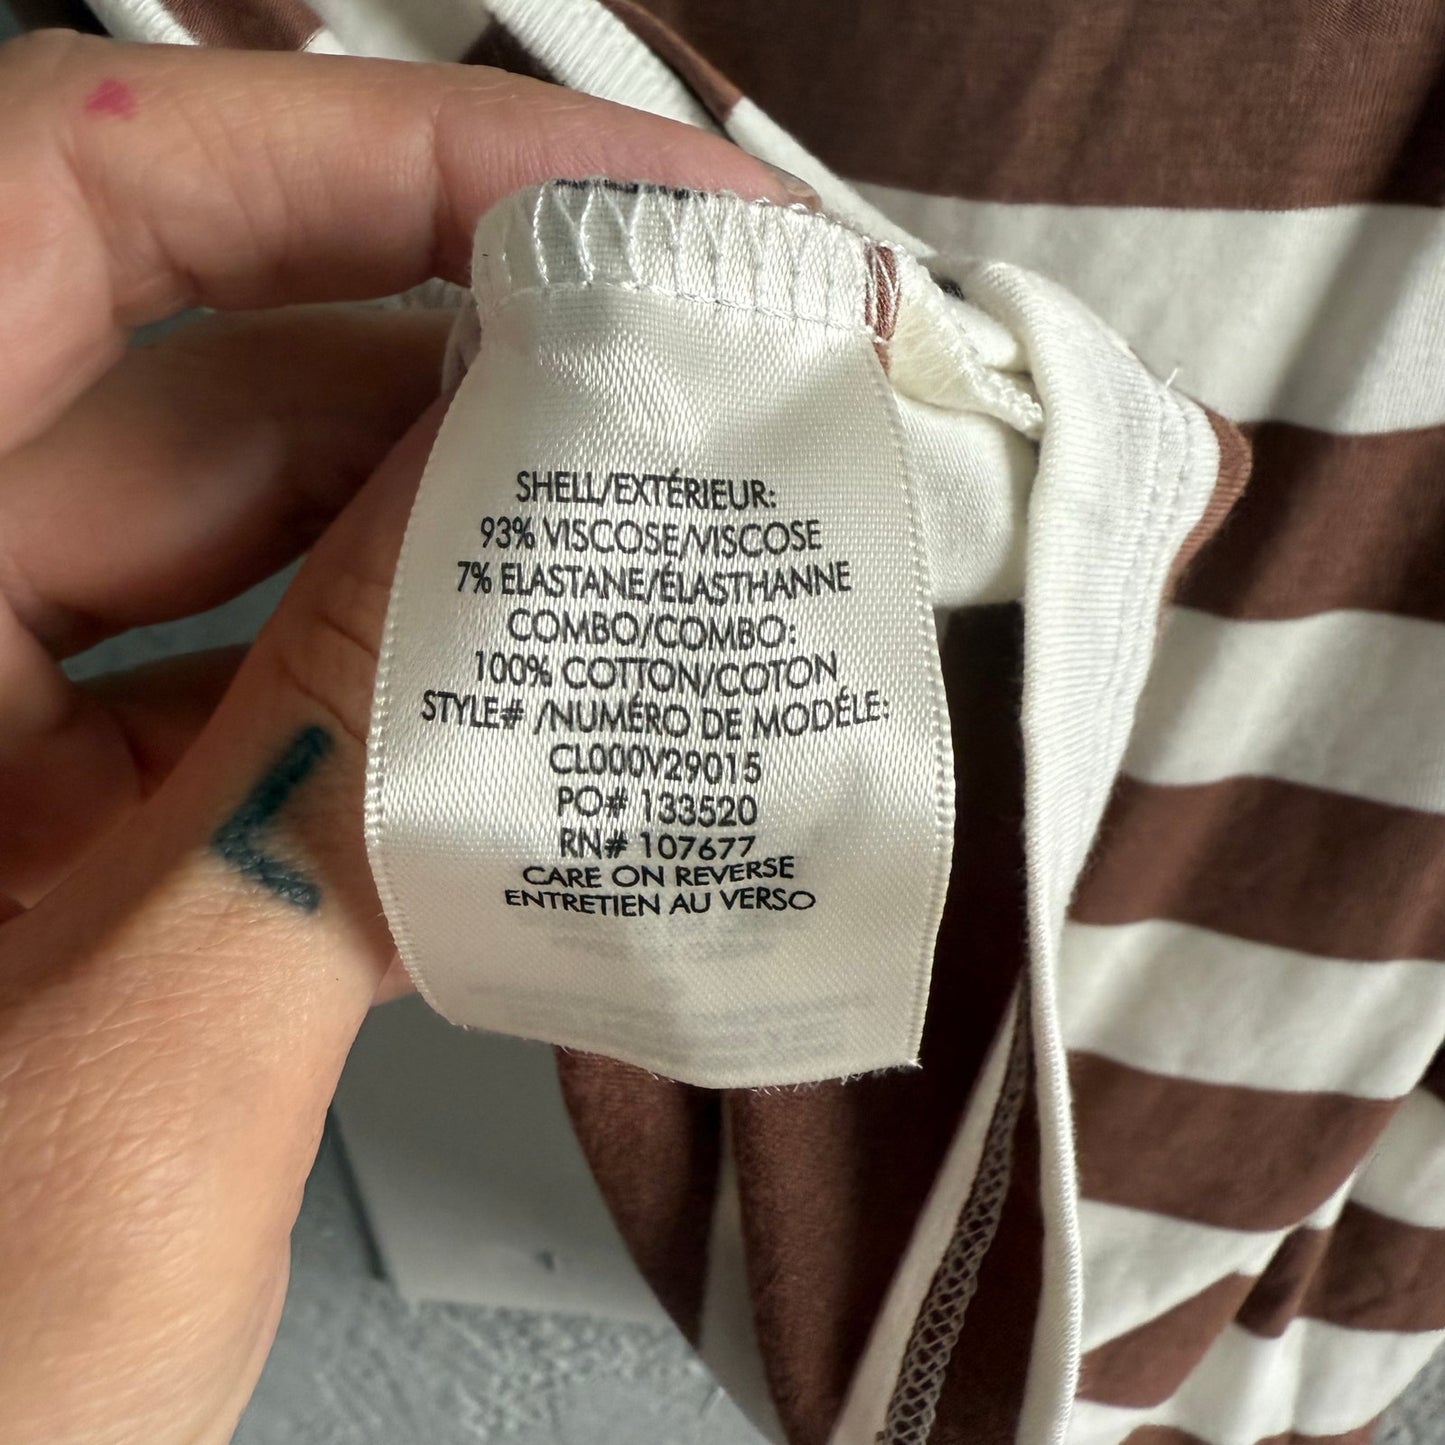 SHELL/EXTÉRIEUR:
93% VISCOSE/VISCOSE
7% ELASTANE/ÉLASTHANNE
COMBO/COMBO:
100% COTTON/COTON
STYLE# /NUMÉRO DE MODÉLE:
CL000V29015
PO# 133520
RN# 107677
CARE ON REVERSE
ENTRETIEN AU VERSO